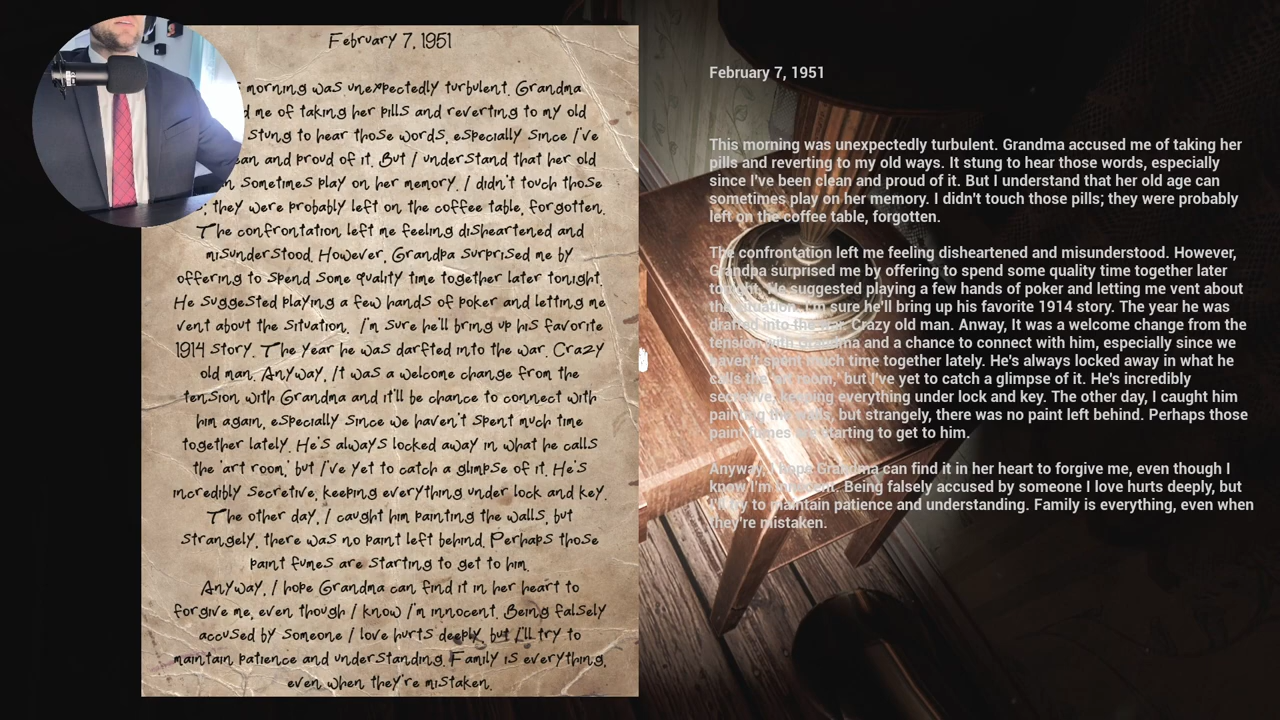 February 7, 1951
morning was unexpectedly turbulent. Grandma
me of taking her pills and reverting to my old
stung to hear those words, especially since I've
and proud of it. But I understand that her old
sometimes play on her memory. I didn't touch those
they were probably left on the coffee table, forgotten.
The confrontation left me feeling disheartened and
misunderstood. However, Grandpa surprised me by
offering to spend some quality time together later tonight.
He suggested playing a few hands of poker and letting me
vent about the situation. I'm sure he'll bring up his favorite
1914 story. The year he was darfted into the war. Crazy
old man. Anyway, It was a welcome change from the
tension with Grandma and it'll be chance to connect with
him again, especially since we haven't spent much time
together lately. He's always locked away in what he calls
the 'art room,' but I've yet to catch a glimpse of it. He's
incredibly secretive, keeping everything under lock and key.
The other day, I caught him painting the walls, but
strangely, there was no paint left behind. Perhaps those
paint fumes are starting to get to him.
Anyway, I hope Grandma can find it in her heart to
forgive me, even though I know I'm innocent. Being falsely
accused by someone I love hurts deeply, but I'll try to
maintain patience and understanding. Family is everything,
even when they're mistaken.
February 7, 1951
This morning was unexpectedly turbulent. Grandma accused me of taking her
pills and reverting to my old ways. It stung to hear those words, especially
since I've been clean and proud of it. But I understand that her old age can
sometimes play on her memory. I didn't touch those pills; they were probably
left on the coffee table, forgotten.
The confrontation left me feeling disheartened and misunderstood. However,
Grandpa surprised me by offering to spend some quality time together later
tonight. He suggested playing a few hands of poker and letting me vent about
the situation. I'm sure he'll bring up his favorite 1914 story. The year he was
drafted into the war. Crazy old man. Anway, It was a welcome change from the
tension with Grandma and a chance to connect with him, especially since we
haven't spent much time together lately. He's always locked away in what he
calls the 'art room,' but I've yet to catch a glimpse of it. He's incredibly
secretive, keeping everything under lock and key. The other day, I caught him
painting the walls, but strangely, there was no paint left behind. Perhaps those
paint fumes are starting to get to him.
Anyway, I hope Grandma can find it in her heart to forgive me, even though I
know I'm innocent. Being falsely accused by someone I love hurts deeply, but
I'll try to maintain patience and understanding. Family is everything, even when
they're mistaken.